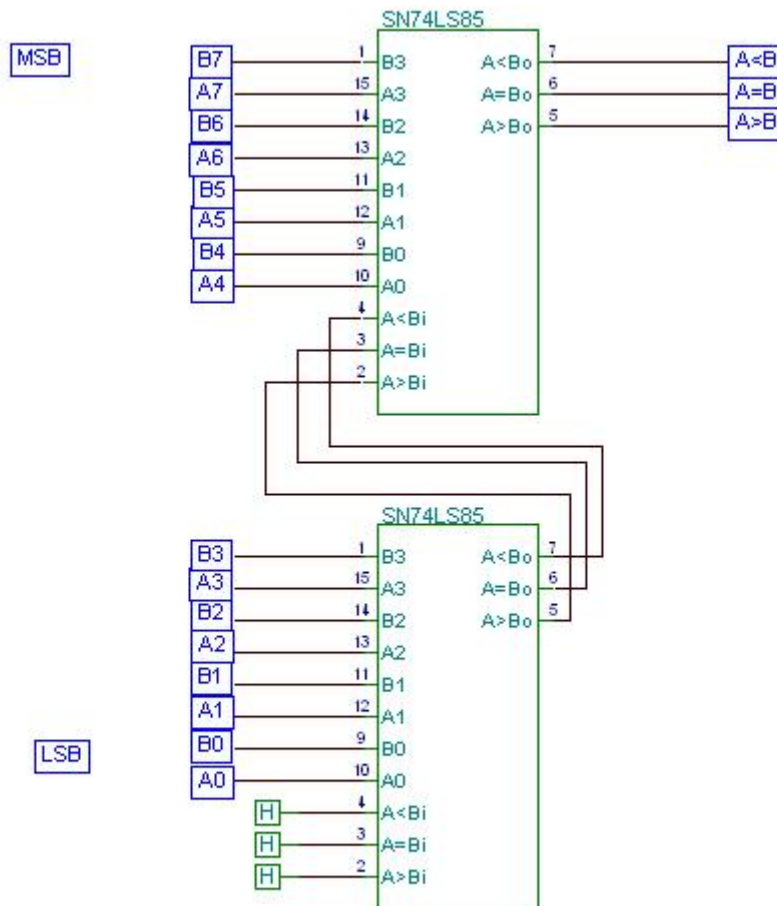 SN74LS85
MSB
B7 1 B3 A<Bo 7 A<B
A7 15 A3 A=Bo 6 A=B
B6 14 B2 A>Bo 5 A>B
A6 13 A2
B5 11 B1
A5 12 A1
B4 9 B0
A4 10 A0
4 A<Bi
3 A=Bi
2 A>Bi
SN74LS85
B3 1 B3 A<Bo 7
A3 15 A3 A=Bo 6
B2 14 B2 A>Bo 5
A2 13 A2
B1 11 B1
A1 12 A1
LSB
B0 9 B0
A0 10 A0
H 4 A<Bi
H 3 A=Bi
H 2 A>Bi